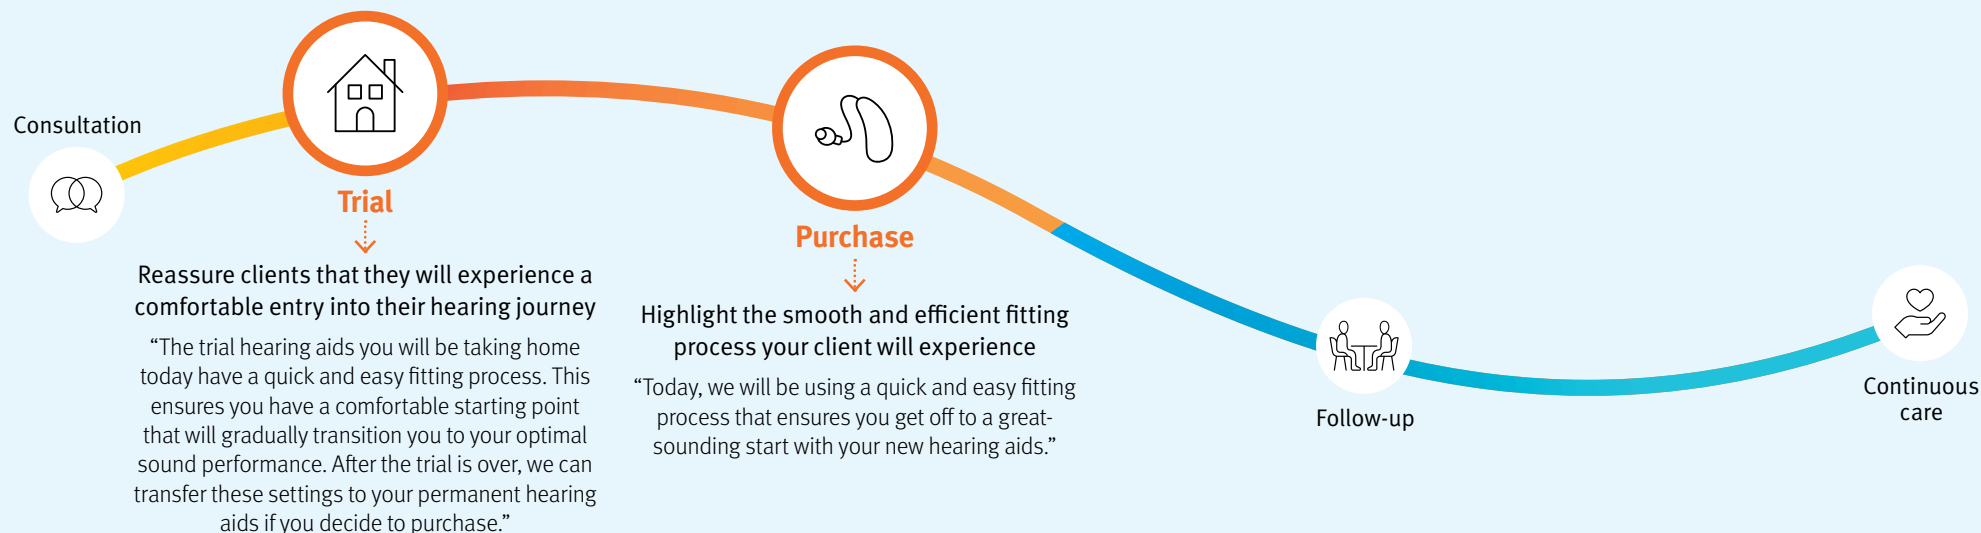 Consultation
Trial
Reassure clients that they will experience a
comfortable entry into their hearing journey
“The trial hearing aids you will be taking home
today have a quick and easy fitting process. This
ensures you have a comfortable starting point
that will gradually transition you to your optimal
sound performance. After the trial is over, we can
transfer these settings to your permanent hearing
aids if you decide to purchase.”
Purchase
Highlight the smooth and efficient fitting
process your client will experience
“Today, we will be using a quick and easy fitting
process that ensures you get off to a great-
sounding start with your new hearing aids.”
Follow-up
Continuous
care